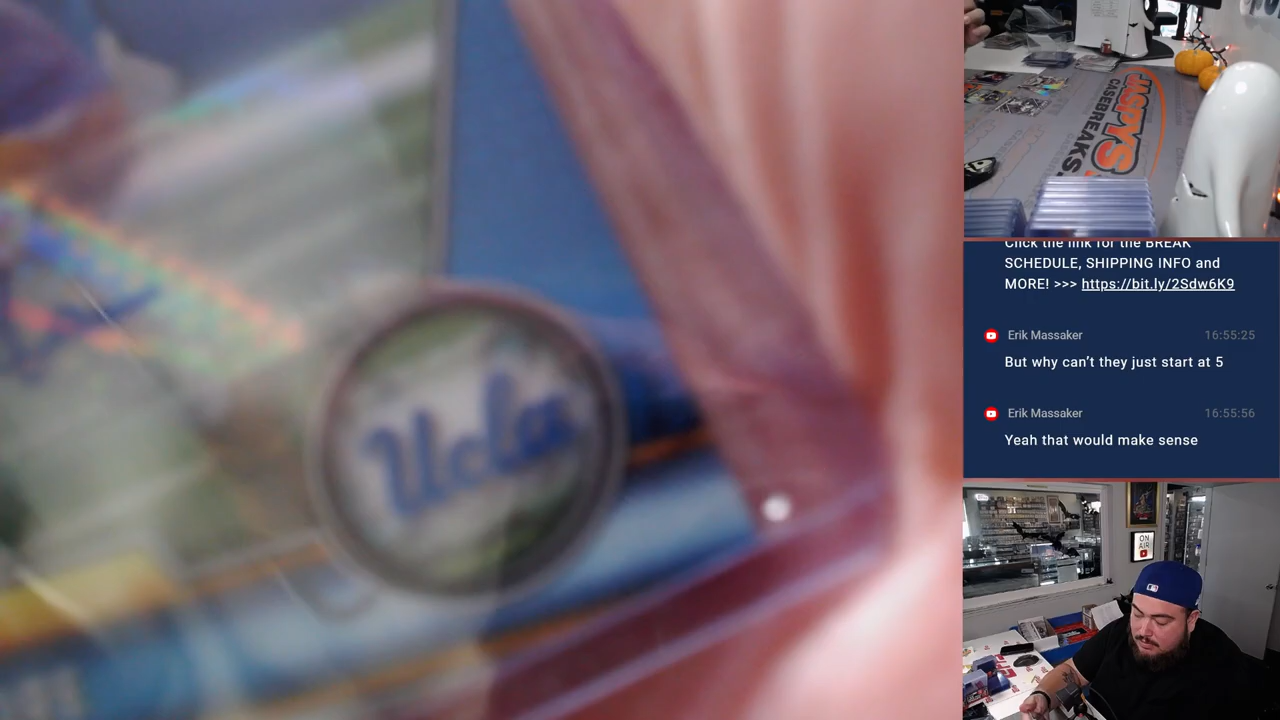 Ucla
JASPYS
CASEBREAKS
Click the link for the BREAK
SCHEDULE, SHIPPING INFO and
MORE! >>> https://bit.ly/2Sdw6K9
Erik Massaker 16:55:25
But why can’t they just start at 5
Erik Massaker 16:55:56
Yeah that would make sense
ON
AIR